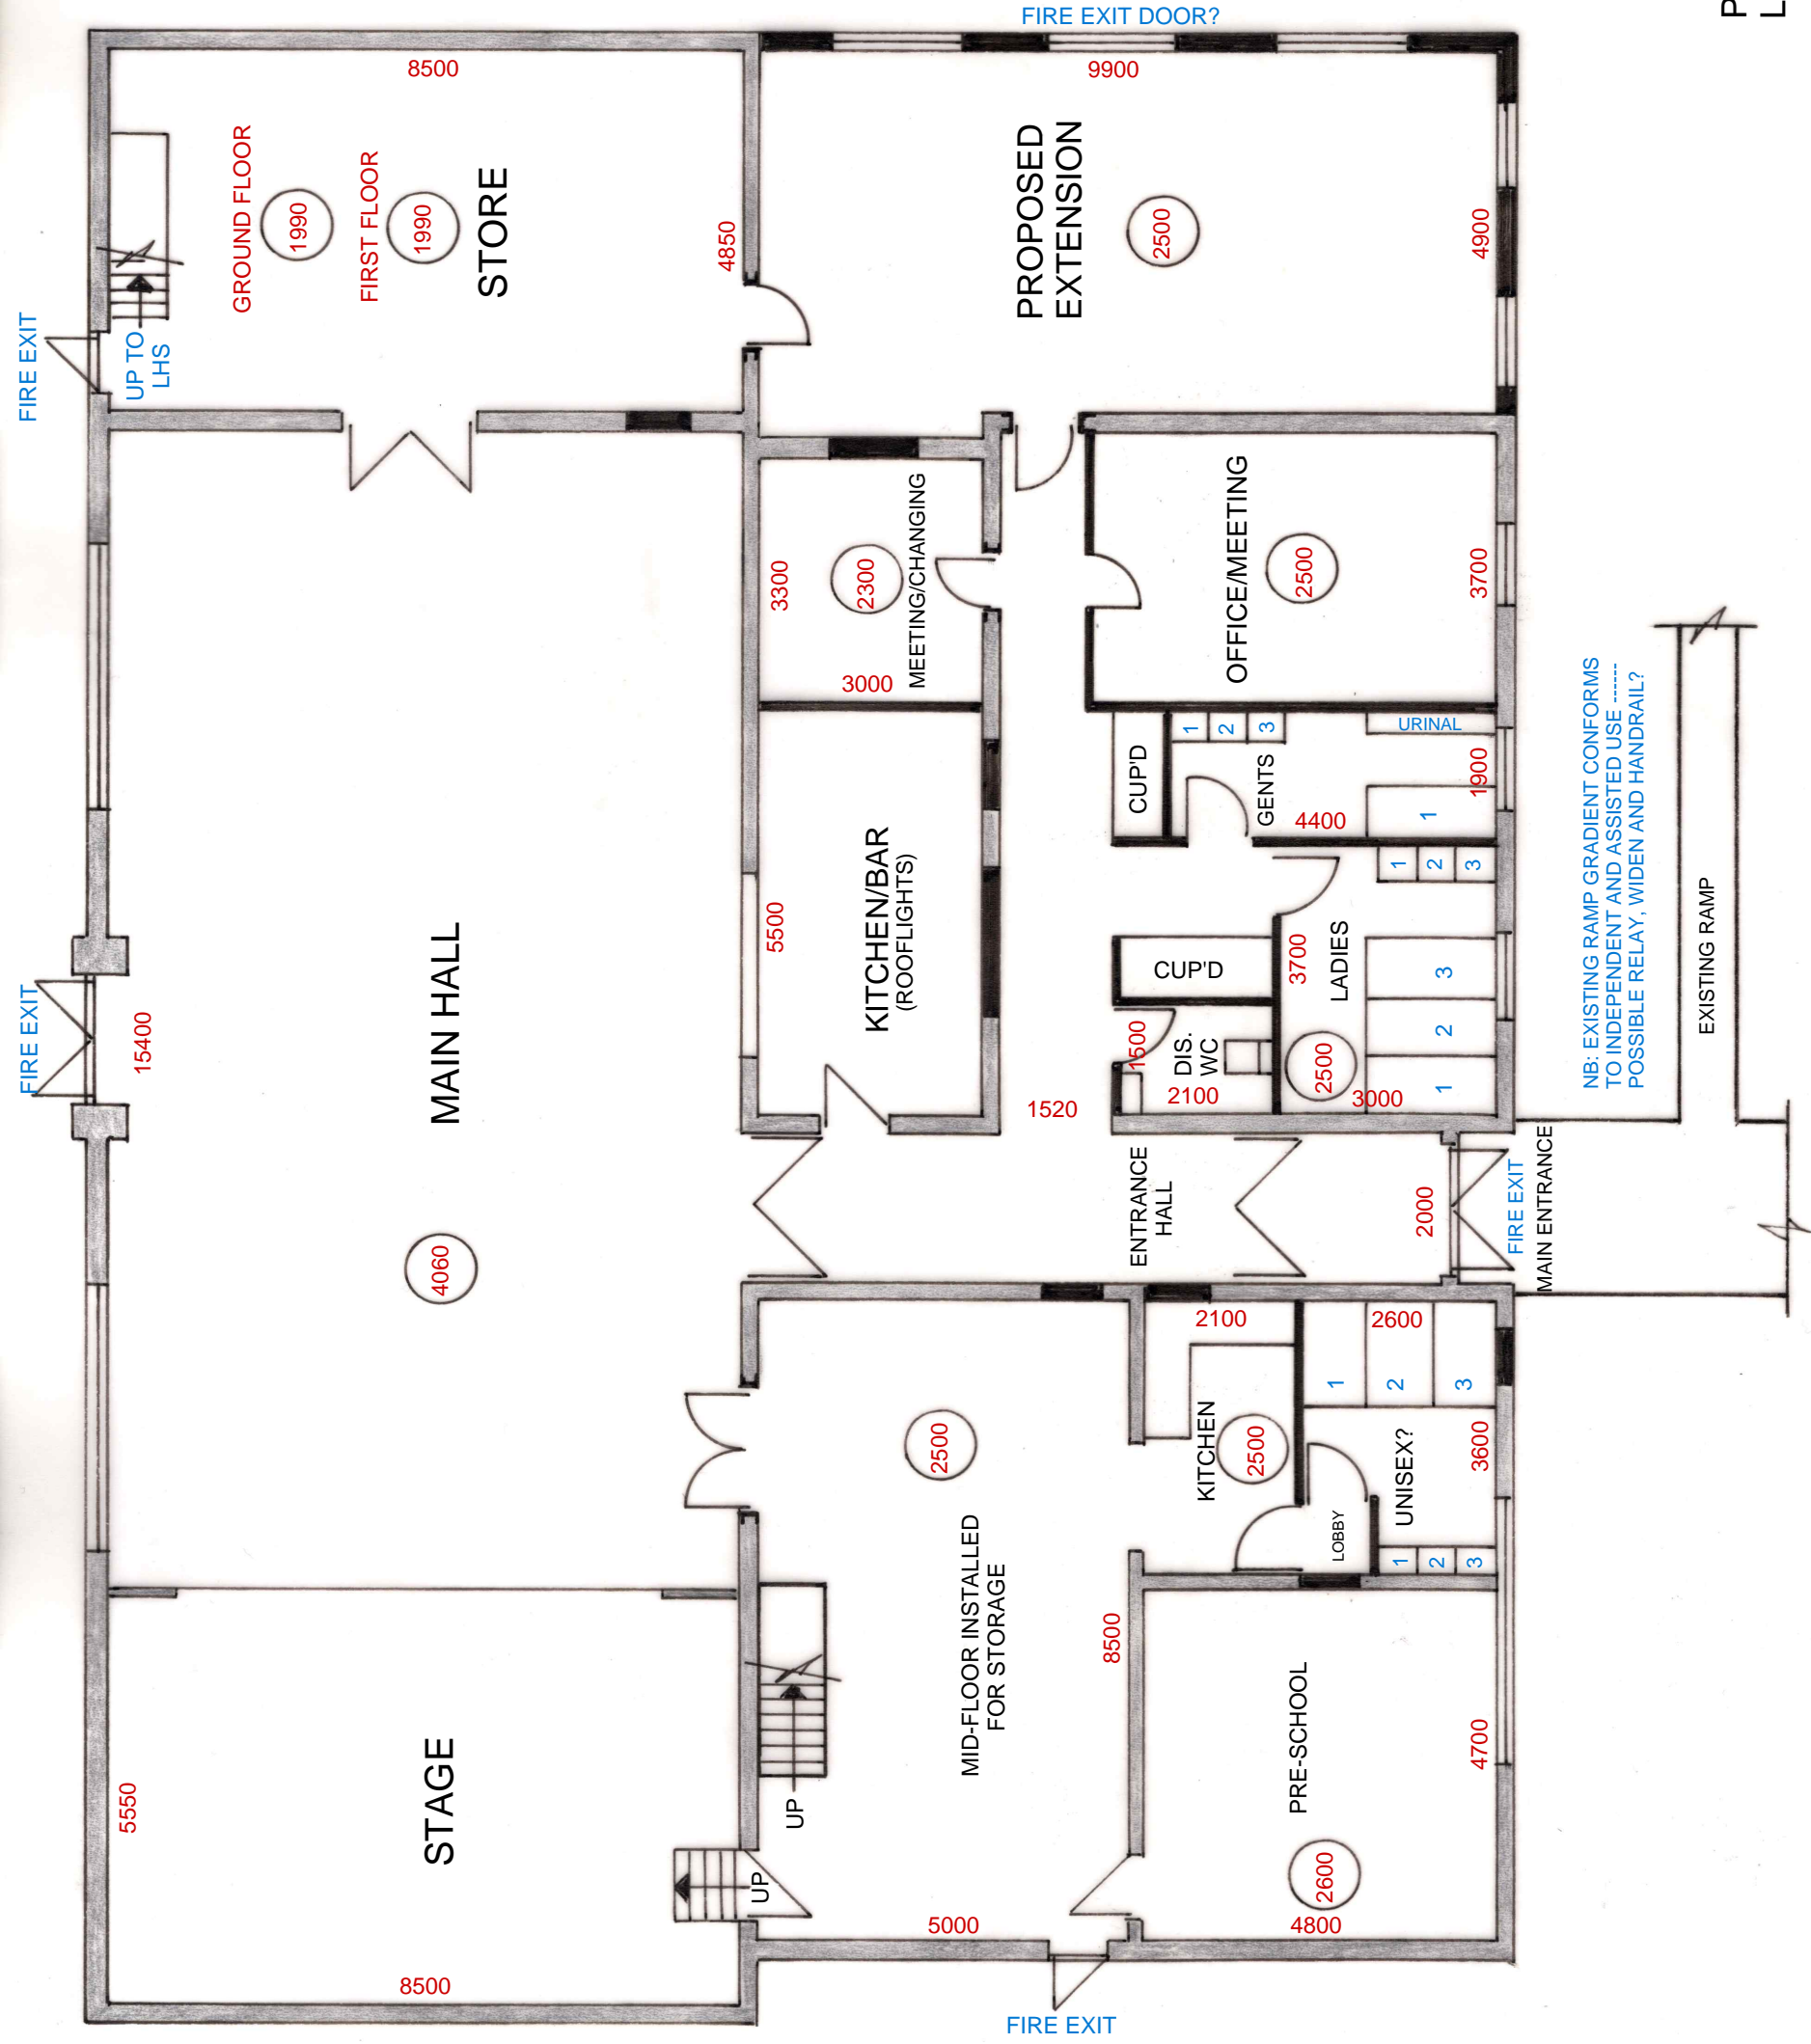 FIRE EXIT DOOR?
P
L
8500
9900
GROUND FLOOR
1990
FIRST FLOOR
1990
STORE
4850
PROPOSED
EXTENSION
2500
4900
FIRE EXIT
UP TO
LHS
3300
2300
MEETING/CHANGING
3000
OFFICE/MEETING
2500
3700
MAIN HALL
15400
FIRE EXIT
4060
5500
KITCHEN/BAR
(ROOFLIGHTS)
CUP'D
1
2
3
URINAL
GENTS
4400
1
1900
1
2
3
LADIES
3700
CUP'D
3
2
1
2500
3000
1500
DIS.
WC
2100
1520
NB: EXISTING RAMP GRADIENT CONFORMS
TO INDEPENDENT AND ASSISTED USE ------
POSSIBLE RELAY, WIDEN AND HANDRAIL?
EXISTING RAMP
ENTRANCE
HALL
2000
FIRE EXIT
MAIN ENTRANCE
2500
2100
KITCHEN
2500
2600
1
2
3
UNISEX?
3600
LOBBY
1
2
3
MID-FLOOR INSTALLED
FOR STORAGE
8500
UP
UP
STAGE
5550
8500
5000
PRE-SCHOOL
4700
2600
4800
FIRE EXIT